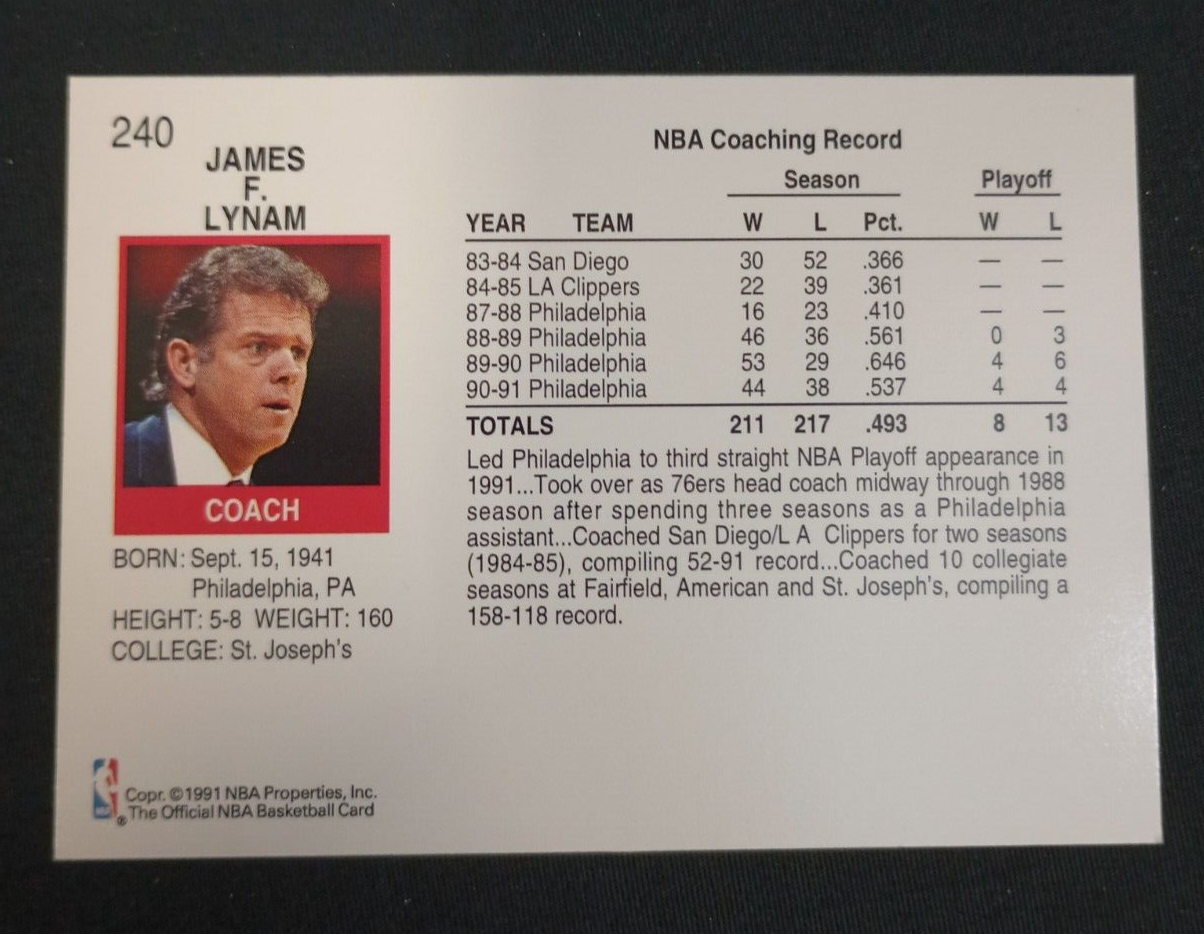 240
JAMES
F.
LYNAM
COACH
BORN: Sept. 15, 1941
Philadelphia, PA
HEIGHT: 5-8 WEIGHT: 160
COLLEGE: St. Joseph's
NBA Coaching Record
Season Playoff
YEAR TEAM W L Pct. W L
83-84 San Diego 30 52 .366 — —
84-85 LA Clippers 22 39 .361 — —
87-88 Philadelphia 16 23 .410 — —
88-89 Philadelphia 46 36 .561 0 3
89-90 Philadelphia 53 29 .646 4 6
90-91 Philadelphia 44 38 .537 4 4
TOTALS 211 217 .493 8 13
Led Philadelphia to third straight NBA Playoff appearance in
1991...Took over as 76ers head coach midway through 1988
season after spending three seasons as a Philadelphia
assistant...Coached San Diego/L A Clippers for two seasons
(1984-85), compiling 52-91 record...Coached 10 collegiate
seasons at Fairfield, American and St. Joseph's, compiling a
158-118 record.
NBA
®
Copr. ©1991 NBA Properties, Inc.
The Official NBA Basketball Card